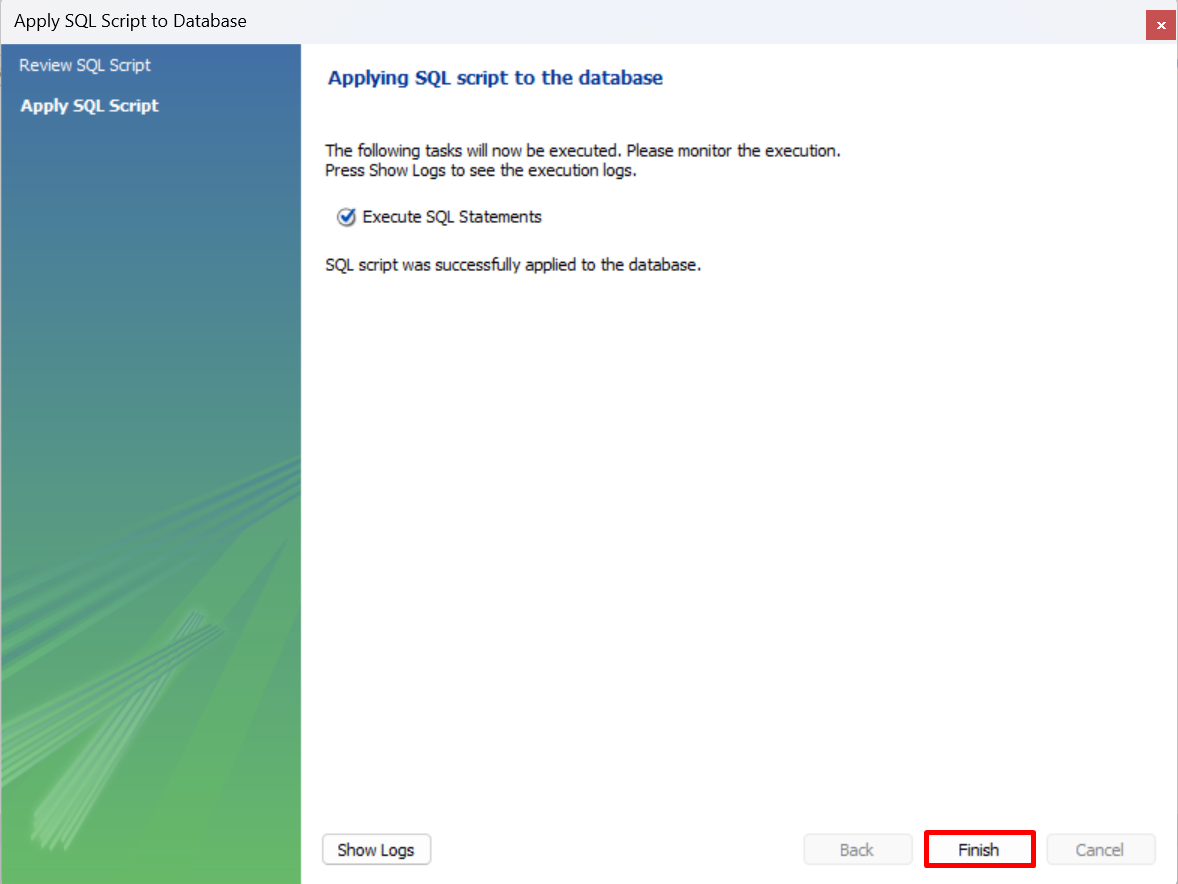 Apply SQL Script to Database
Review SQL Script
Apply SQL Script
Applying SQL script to the database
The following tasks will now be executed. Please monitor the execution.
Press Show Logs to see the execution logs.
Execute SQL Statements
SQL script was successfully applied to the database.
Show Logs
Back
Finish
Cancel